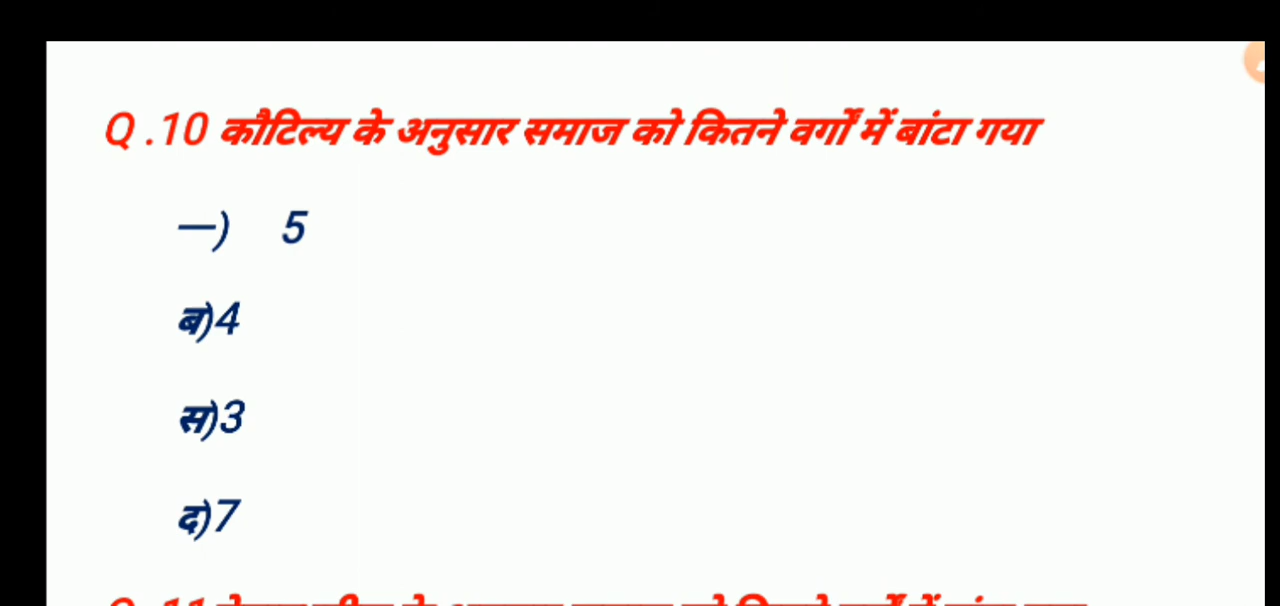 Q .10 कौटिल्य के अनुसार समाज को कितने वर्गों में बांटा गया
—) 5
ब)4
स)3
द)7